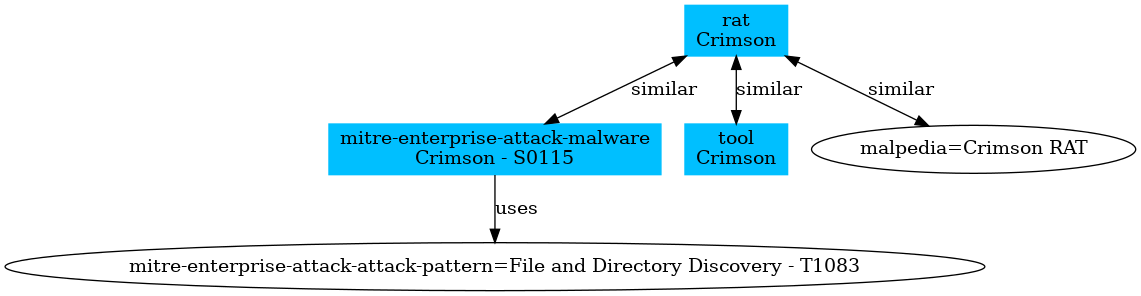 rat
Crimson
similar
similar
similar
mitre-enterprise-attack-malware
Crimson - S0115
tool
Crimson
malpedia=Crimson RAT
uses
mitre-enterprise-attack-attack-pattern=File and Directory Discovery - T1083